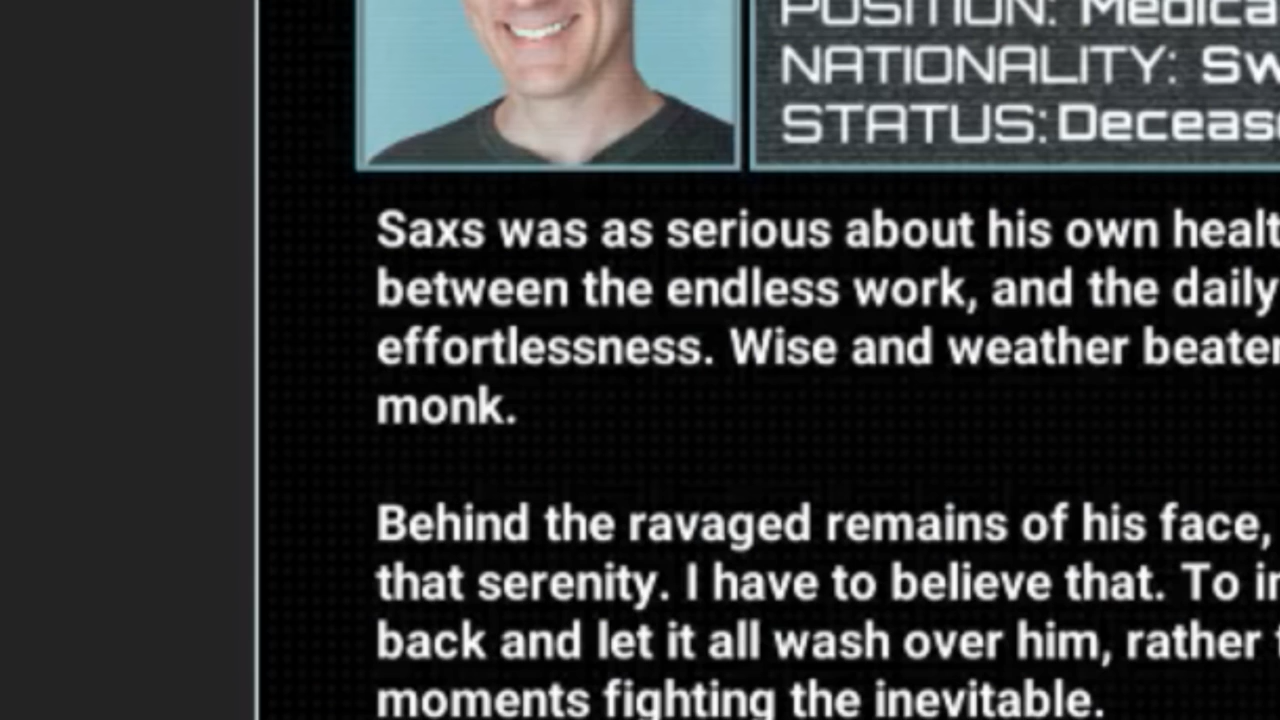 POSITION: Medica
NATIONALITY: Sw
STATUS: Deceas
Saxs was as serious about his own healt
between the endless work, and the daily
effortlessness. Wise and weather beate
monk.
Behind the ravaged remains of his face,
that serenity. I have to believe that. To i
back and let it all wash over him, rather
moments fighting the inevitable.